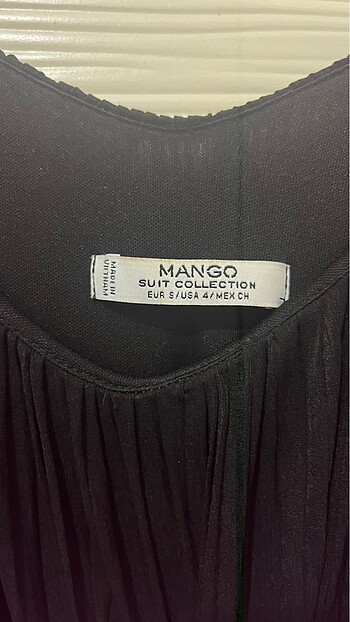 MANGO
SUIT COLLECTION
EUR S/USA 4/MEX CH
MADE IN
VIETNAM